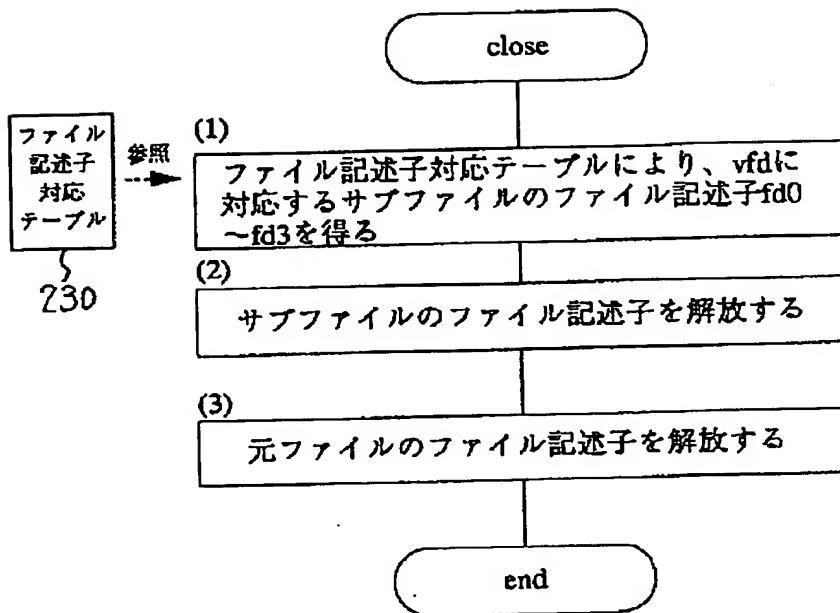 close
ファイル
記述子
対応
テーブル
参照
230
(1)
ファイル記述子対応テーブルにより、vfdに
対応するサブファイルのファイル記述子fd0
～fd3を得る
(2)
サブファイルのファイル記述子を解放する
(3)
元ファイルのファイル記述子を解放する
end